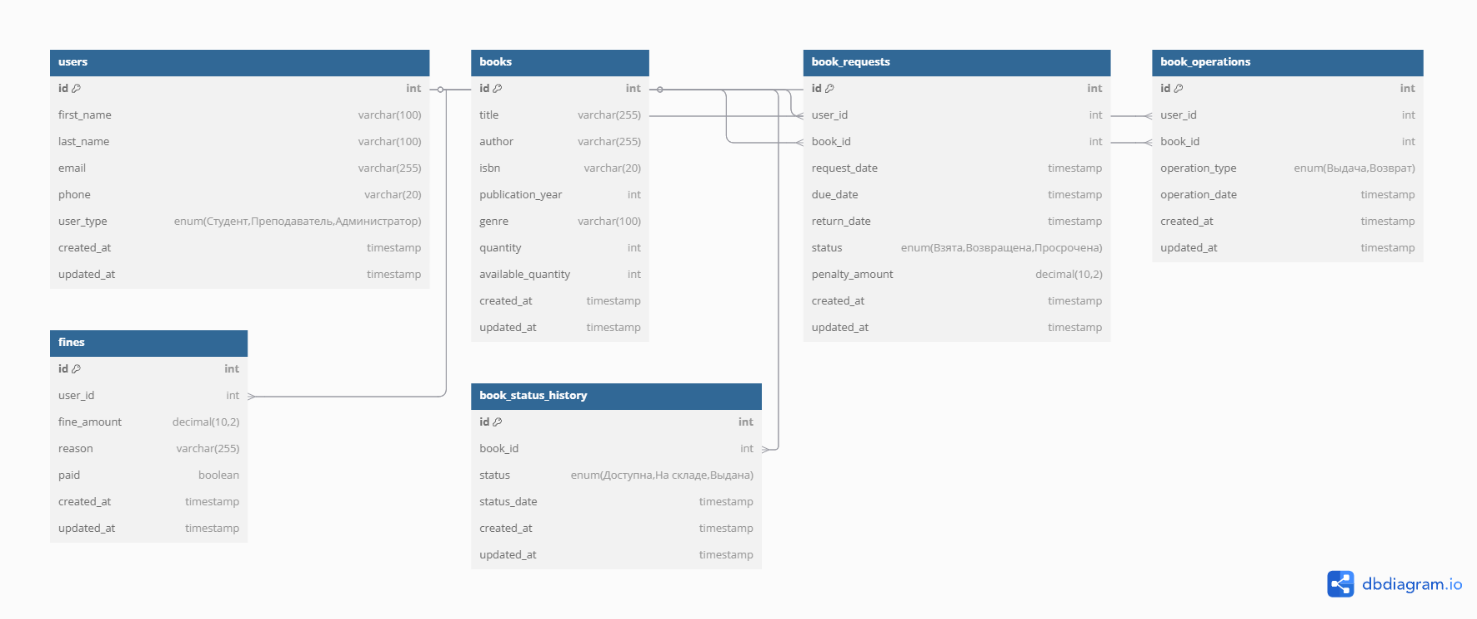 users
id int
first_name varchar(100)
last_name varchar(100)
email varchar(255)
phone varchar(20)
user_type enum(Студент,Преподаватель,Администратор)
created_at timestamp
updated_at timestamp
books
id int
title varchar(255)
author varchar(255)
isbn varchar(20)
publication_year int
genre varchar(100)
quantity int
available_quantity int
created_at timestamp
updated_at timestamp
book_requests
id int
user_id int
book_id int
request_date timestamp
due_date timestamp
return_date timestamp
status enum(Взята,Возвращена,Просрочена)
penalty_amount decimal(10,2)
created_at timestamp
updated_at timestamp
book_operations
id int
user_id int
book_id int
operation_type enum(Выдача,Возврат)
operation_date timestamp
created_at timestamp
updated_at timestamp
fines
id int
user_id int
fine_amount decimal(10,2)
reason varchar(255)
paid boolean
created_at timestamp
updated_at timestamp
book_status_history
id int
book_id int
status enum(Доступна,На складе,Выдана)
status_date timestamp
created_at timestamp
updated_at timestamp
dbdiagram.io